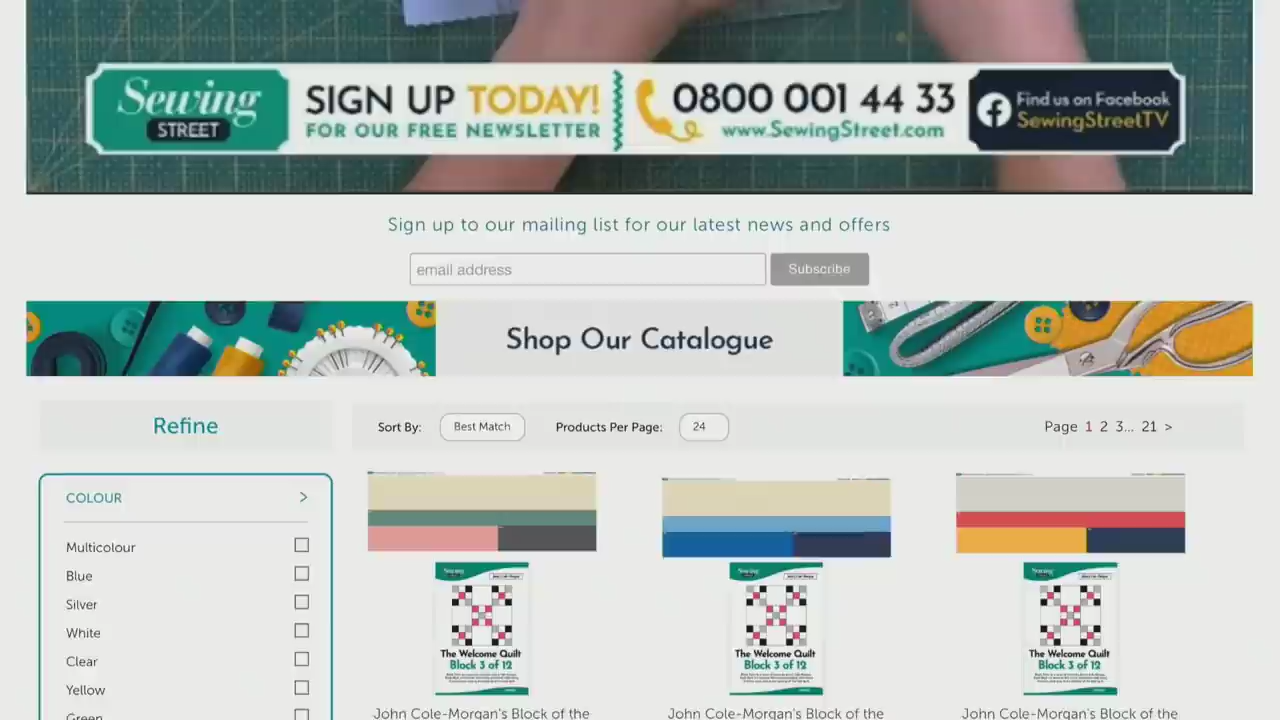 Sewing
STREET
SIGN UP TODAY!
FOR OUR FREE NEWSLETTER
0800 001 44 33
www.SewingStreet.com
Find us on Facebook
SewingStreetTV
Sign up to our mailing list for our latest news and offers
email address
Subscribe
Shop Our Catalogue
Refine
Sort By: Best Match Products Per Page: 24 Page 1 2 3... 21 >
COLOUR >
Multicolour
Blue
Silver
White
Clear
Yellow
Green
The Welcome Quilt
Block 3 of 12
The Welcome Quilt
Block 3 of 12
The Welcome Quilt
Block 3 of 12
John Cole-Morgan's Block of the
John Cole-Morgan's Block of the
John Cole-Morgan's Block of the